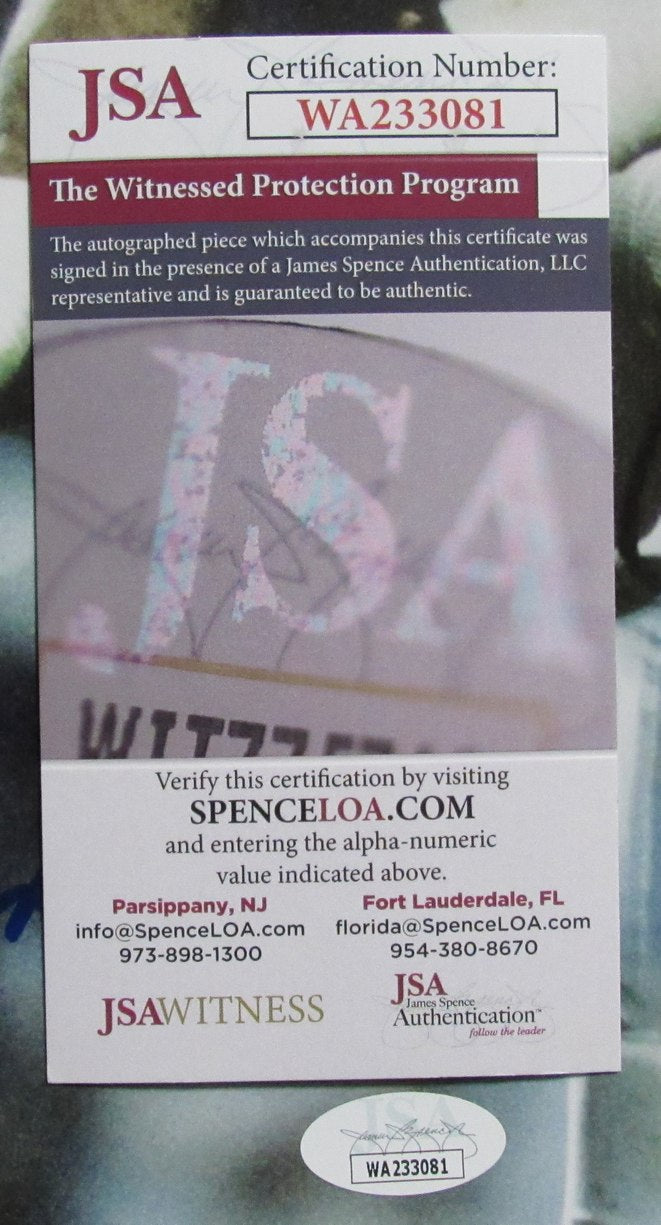 JSA
Certification Number:
WA233081
The Witnessed Protection Program
The autographed piece which accompanies this certificate was
signed in the presence of a James Spence Authentication, LLC
representative and is guaranteed to be authentic.
JSA
Verify this certification by visiting
SPENCELOA.COM
and entering the alpha-numeric
value indicated above.
Parsippany, NJ
info@SpenceLOA.com
973-898-1300
Fort Lauderdale, FL
florida@SpenceLOA.com
954-380-8670
JSAWITNESS
JSA
James Spence
Authentication™
follow the leader
JSA
WA233081